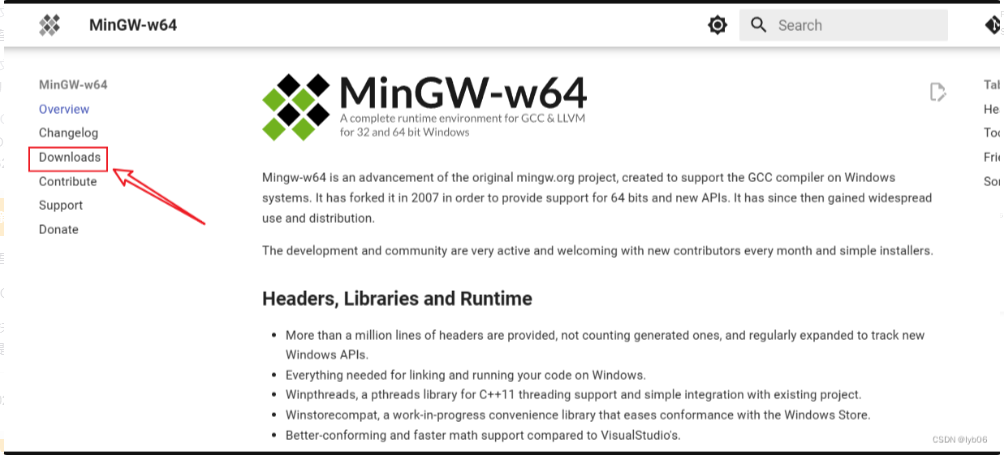 MinGW-w64
Search
MinGW-w64
Overview
Changelog
Downloads
Contribute
Support
Donate
MinGW-w64
A complete runtime environment for GCC & LLVM
for 32 and 64 bit Windows
Mingw-w64 is an advancement of the original mingw.org project, created to support the GCC compiler on Windows
systems. It has forked it in 2007 in order to provide support for 64 bits and new APIs. It has since then gained widespread
use and distribution.
The development and community are very active and welcoming with new contributors every month and simple installers.
Headers, Libraries and Runtime
• More than a million lines of headers are provided, not counting generated ones, and regularly expanded to track new
Windows APIs.
• Everything needed for linking and running your code on Windows.
• Winpthreads, a pthreads library for C++11 threading support and simple integration with existing project.
• Winstorecompat, a work-in-progress convenience library that eases conformance with the Windows Store.
• Better-conforming and faster math support compared to VisualStudio's.
CSDN @lyb06